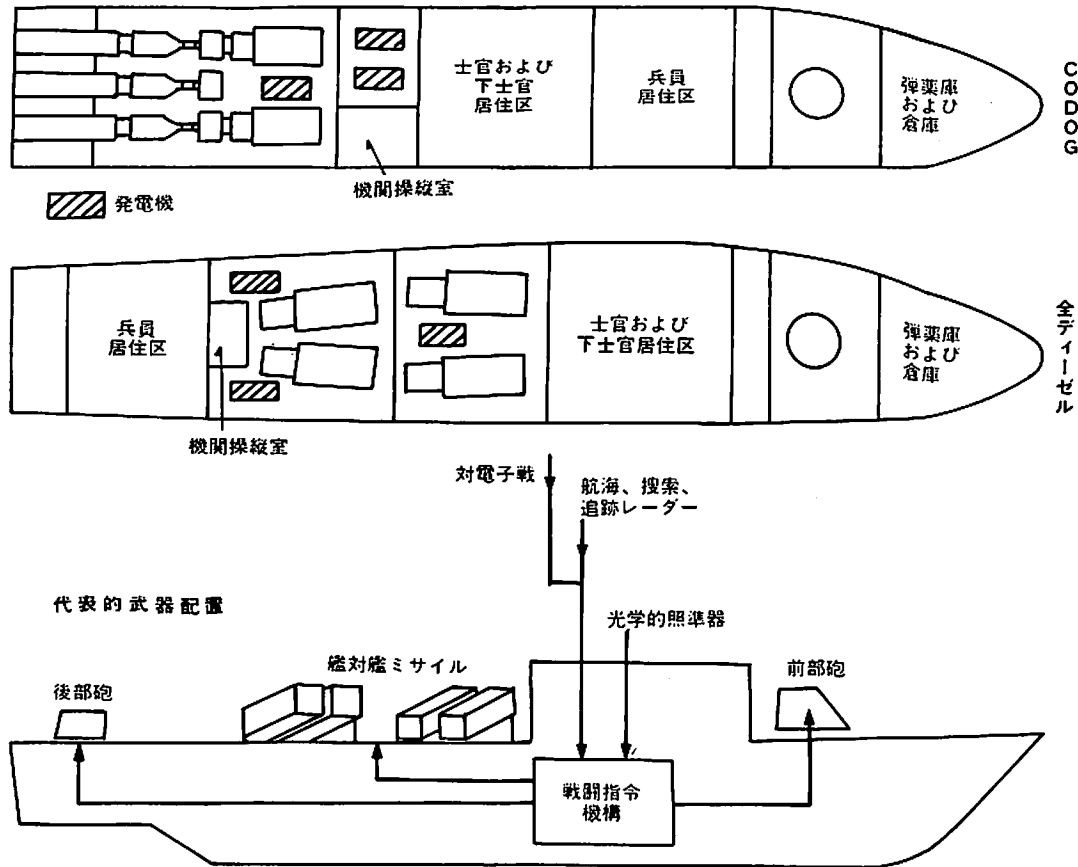 士官および
下士官
居住区
兵員
居住区
弾薬庫
および
倉庫
CODOG
機関操縦室
発電機
兵員
居住区
士官および
下士官居住区
弾薬庫
および
倉庫
全ディーゼル
機関操縦室
対電子戦
航海、捜索、
追跡レーダー
代表的武器配置
光学的照準器
艦対艦ミサイル
前部砲
後部砲
戦闘指令
機構